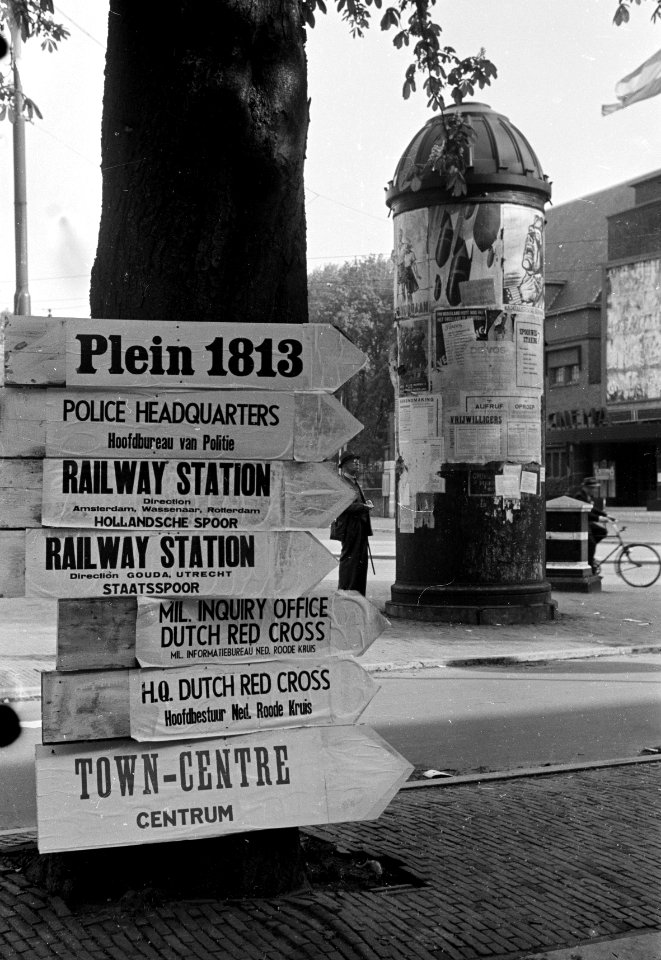 Plein 1813
POLICE HEADQUARTERS
Hoofdbureau van Politie
RAILWAY STATION
Direction
Amsterdam, Wassenaar, Rotterdam
HOLLANDSCHE SPOOR
RAILWAY STATION
Direction GOUDA, UTRECHT
STAATSSPOOR
MIL. INQUIRY OFFICE
DUTCH RED CROSS
MIL. INFORMATIEBUREAU NED. ROODE KRUIS
H.Q. DUTCH RED CROSS
Hoofdbestuur Ned. Roode Kruis
TOWN-CENTRE
CENTRUM
AUFRUF OPROEP
VRIJWILLIGERS
CINEMA